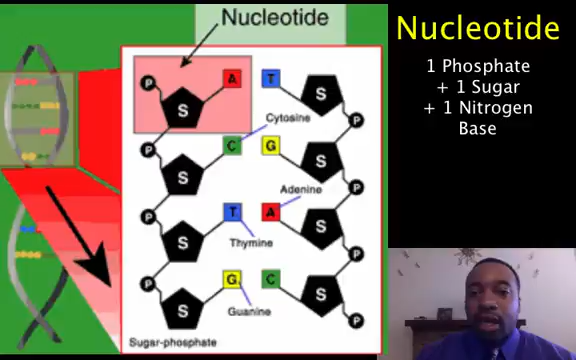 Nucleotide
Nucleotide
1 Phosphate
+ 1 Sugar
+ 1 Nitrogen
Base
P
A
T
S
S
P
Cytosine
P
C
G
S
S
Adenine
P
P
T
A
S
S
Thymine
P
P
G
C
S
S
Guanine
P
Sugar-phosphate